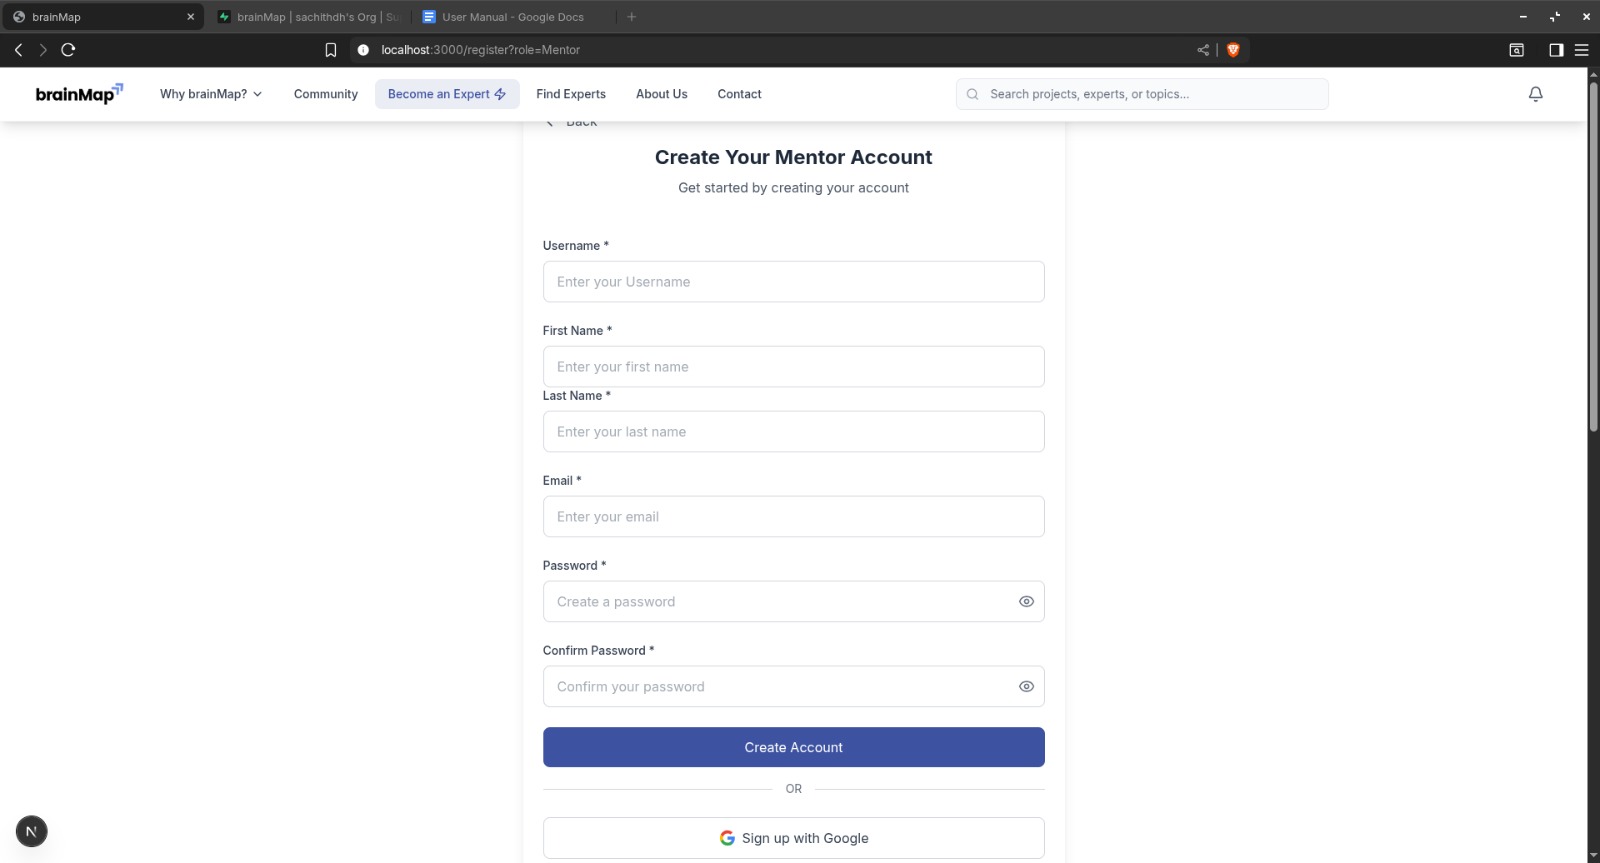 brainMap
brainMap | sachithdh's Org | Su
User Manual - Google Docs
localhost:3000/register?role=Mentor
brainMap
Why brainMap?
Community
Become an Expert
Find Experts
About Us
Contact
Search projects, experts, or topics...
Back
Create Your Mentor Account
Get started by creating your account
Username *
Enter your Username
First Name *
Enter your first name
Last Name *
Enter your last name
Email *
Enter your email
Password *
Create a password
Confirm Password *
Confirm your password
Create Account
OR
Sign up with Google
N